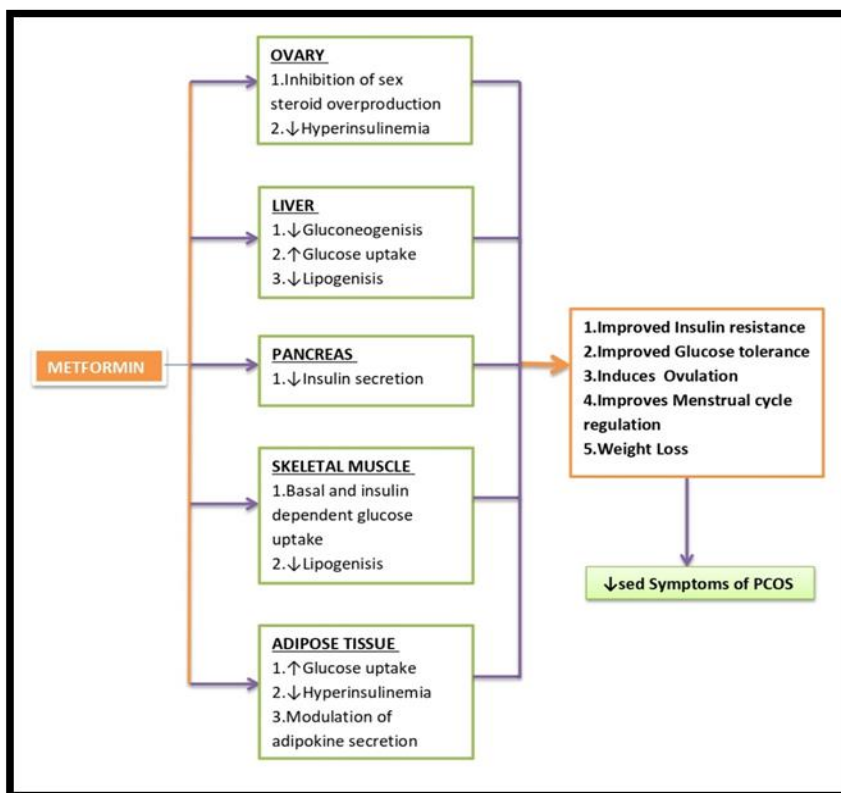 OVARY
1.Inhibition of sex
steroid overproduction
2.↓Hyperinsulinemia
LIVER
1.↓Gluconeogenisis
2.↑Glucose uptake
3.↓Lipogenisis
METFORMIN
PANCREAS
1.↓Insulin secretion
SKELETAL MUSCLE
1.Basal and insulin
dependent glucose
uptake
2.↓Lipogenisis
ADIPOSE TISSUE
1.↑Glucose uptake
2.↓Hyperinsulinemia
3.Modulation of
adipokine secretion
1.Improved Insulin resistance
2.Improved Glucose tolerance
3.Induces Ovulation
4.Improves Menstrual cycle
regulation
5.Weight Loss
↓sed Symptoms of PCOS